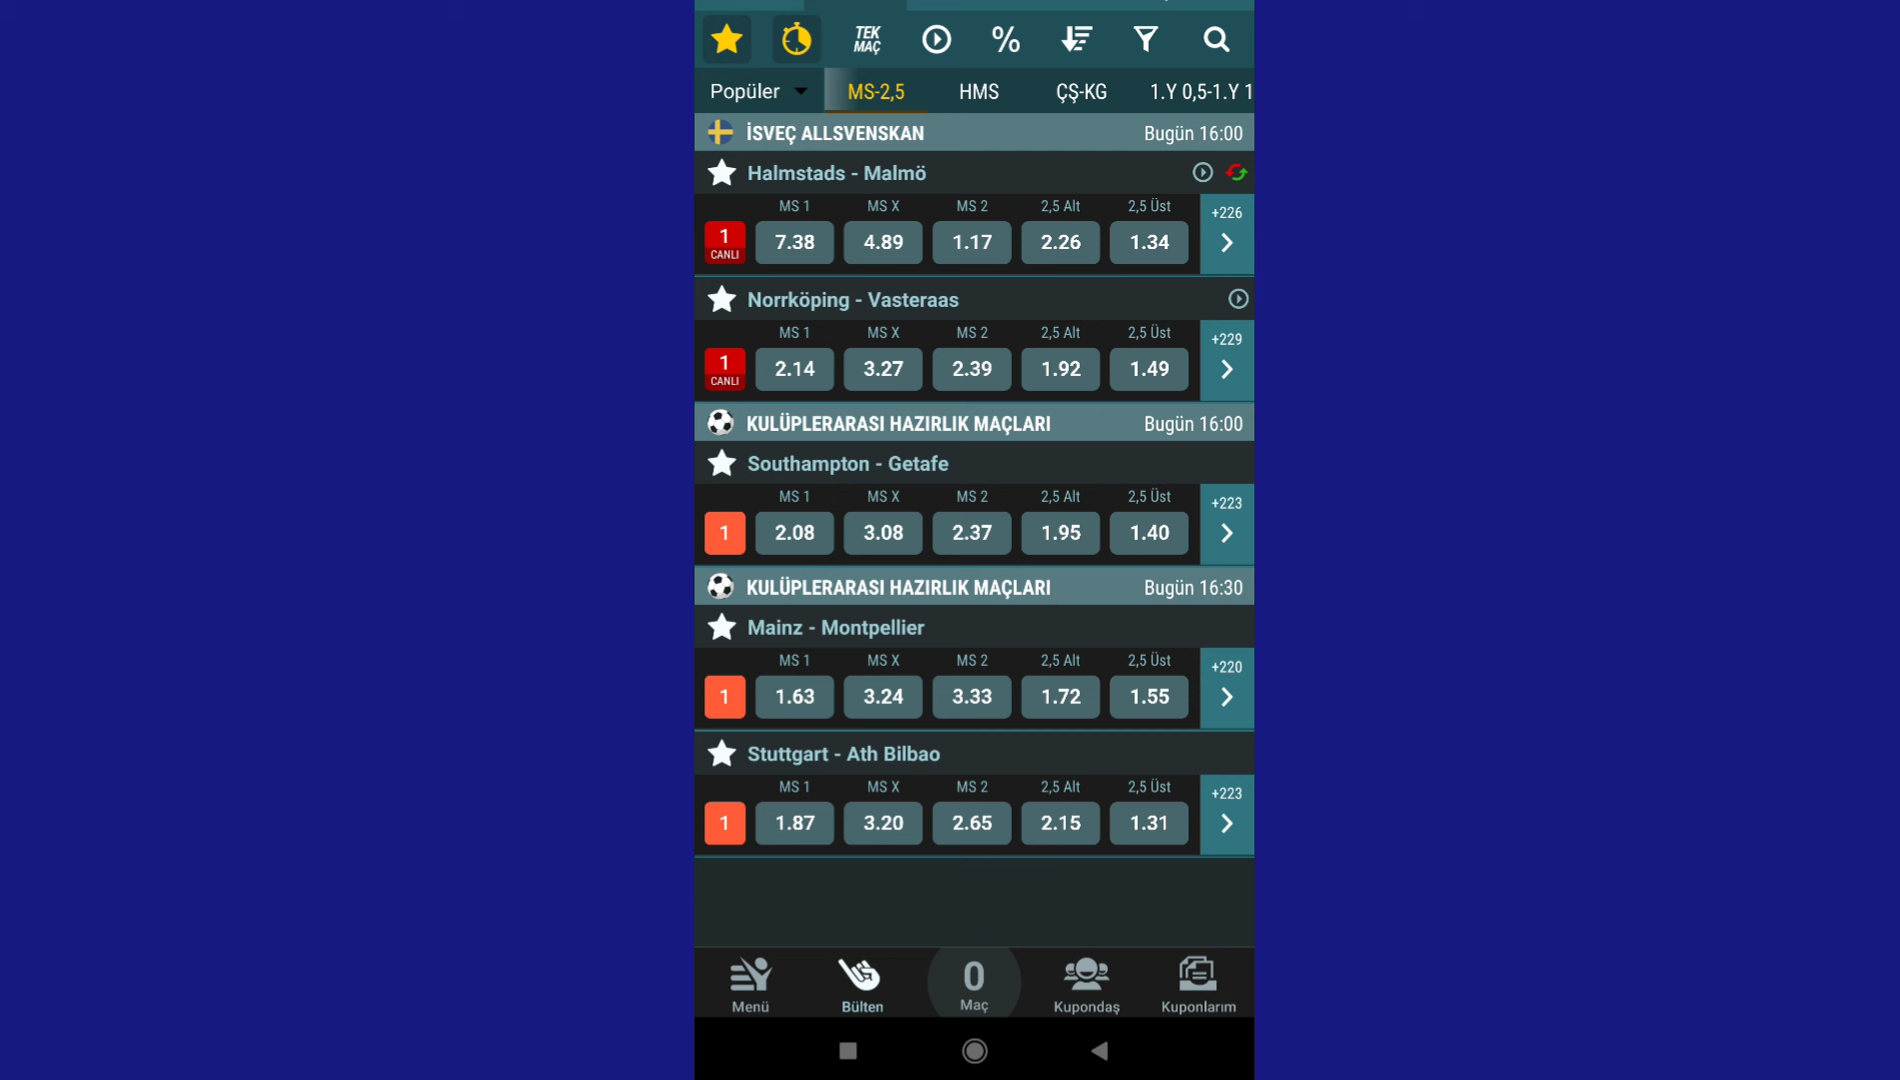 TEK
MAÇ
%
Popüler MS-2,5 HMS ÇŞ-KG 1.Y 0,5-1.Y 1
İSVEÇ ALLSVENSKAN Bugün 16:00
Halmstads - Malmö
MS 1 MS X MS 2 2,5 Alt 2,5 Üst +226
1 CANLI 7.38 4.89 1.17 2.26 1.34
Norrköping - Vasteraas
MS 1 MS X MS 2 2,5 Alt 2,5 Üst +229
1 CANLI 2.14 3.27 2.39 1.92 1.49
KULÜPLERARASI HAZIRLIK MAÇLARI Bugün 16:00
Southampton - Getafe
MS 1 MS X MS 2 2,5 Alt 2,5 Üst +223
1 2.08 3.08 2.37 1.95 1.40
KULÜPLERARASI HAZIRLIK MAÇLARI Bugün 16:30
Mainz - Montpellier
MS 1 MS X MS 2 2,5 Alt 2,5 Üst +220
1 1.63 3.24 3.33 1.72 1.55
Stuttgart - Ath Bilbao
MS 1 MS X MS 2 2,5 Alt 2,5 Üst +223
1 1.87 3.20 2.65 2.15 1.31
0
Menü Bülten Maç Kupondaş Kuponlarım